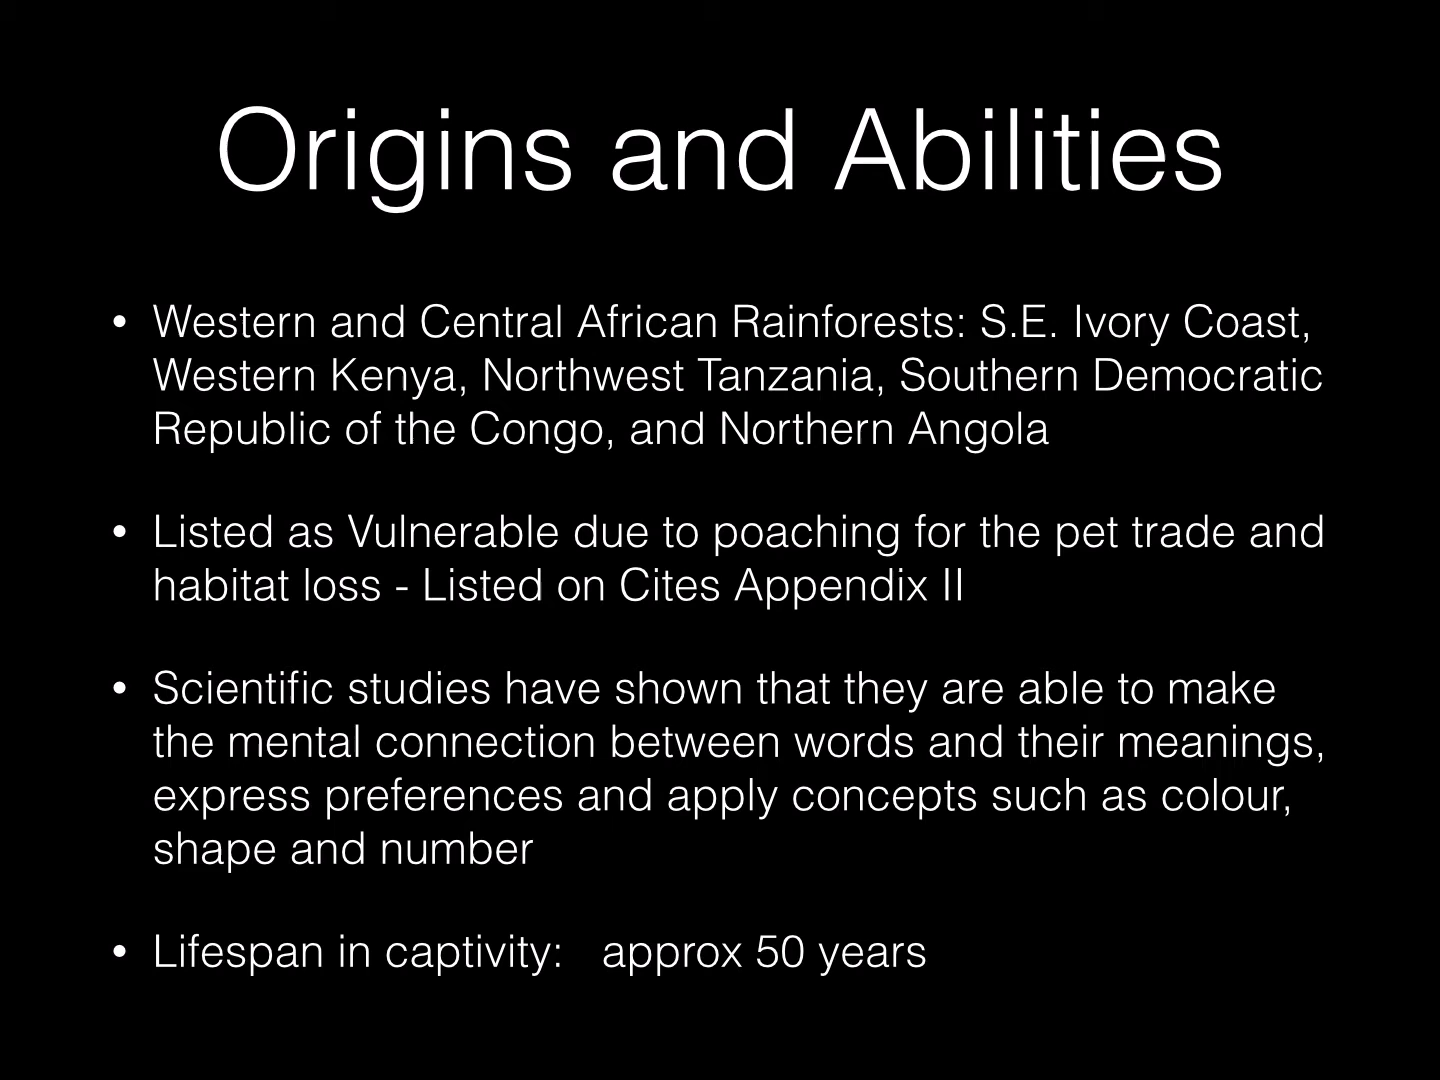 Origins and Abilities
• Western and Central African Rainforests: S.E. Ivory Coast,
Western Kenya, Northwest Tanzania, Southern Democratic
Republic of the Congo, and Northern Angola
• Listed as Vulnerable due to poaching for the pet trade and
habitat loss - Listed on Cites Appendix II
• Scientific studies have shown that they are able to make
the mental connection between words and their meanings,
express preferences and apply concepts such as colour,
shape and number
• Lifespan in captivity:   approx 50 years